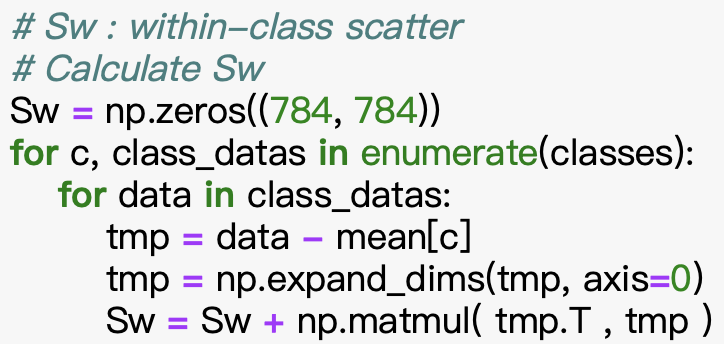 # Sw : within-class scatter
# Calculate Sw
Sw = np.zeros((784, 784))
for c, class_datas in enumerate(classes):
    for data in class_datas:
        tmp = data - mean[c]
        tmp = np.expand_dims(tmp, axis=0)
        Sw = Sw + np.matmul( tmp.T , tmp )